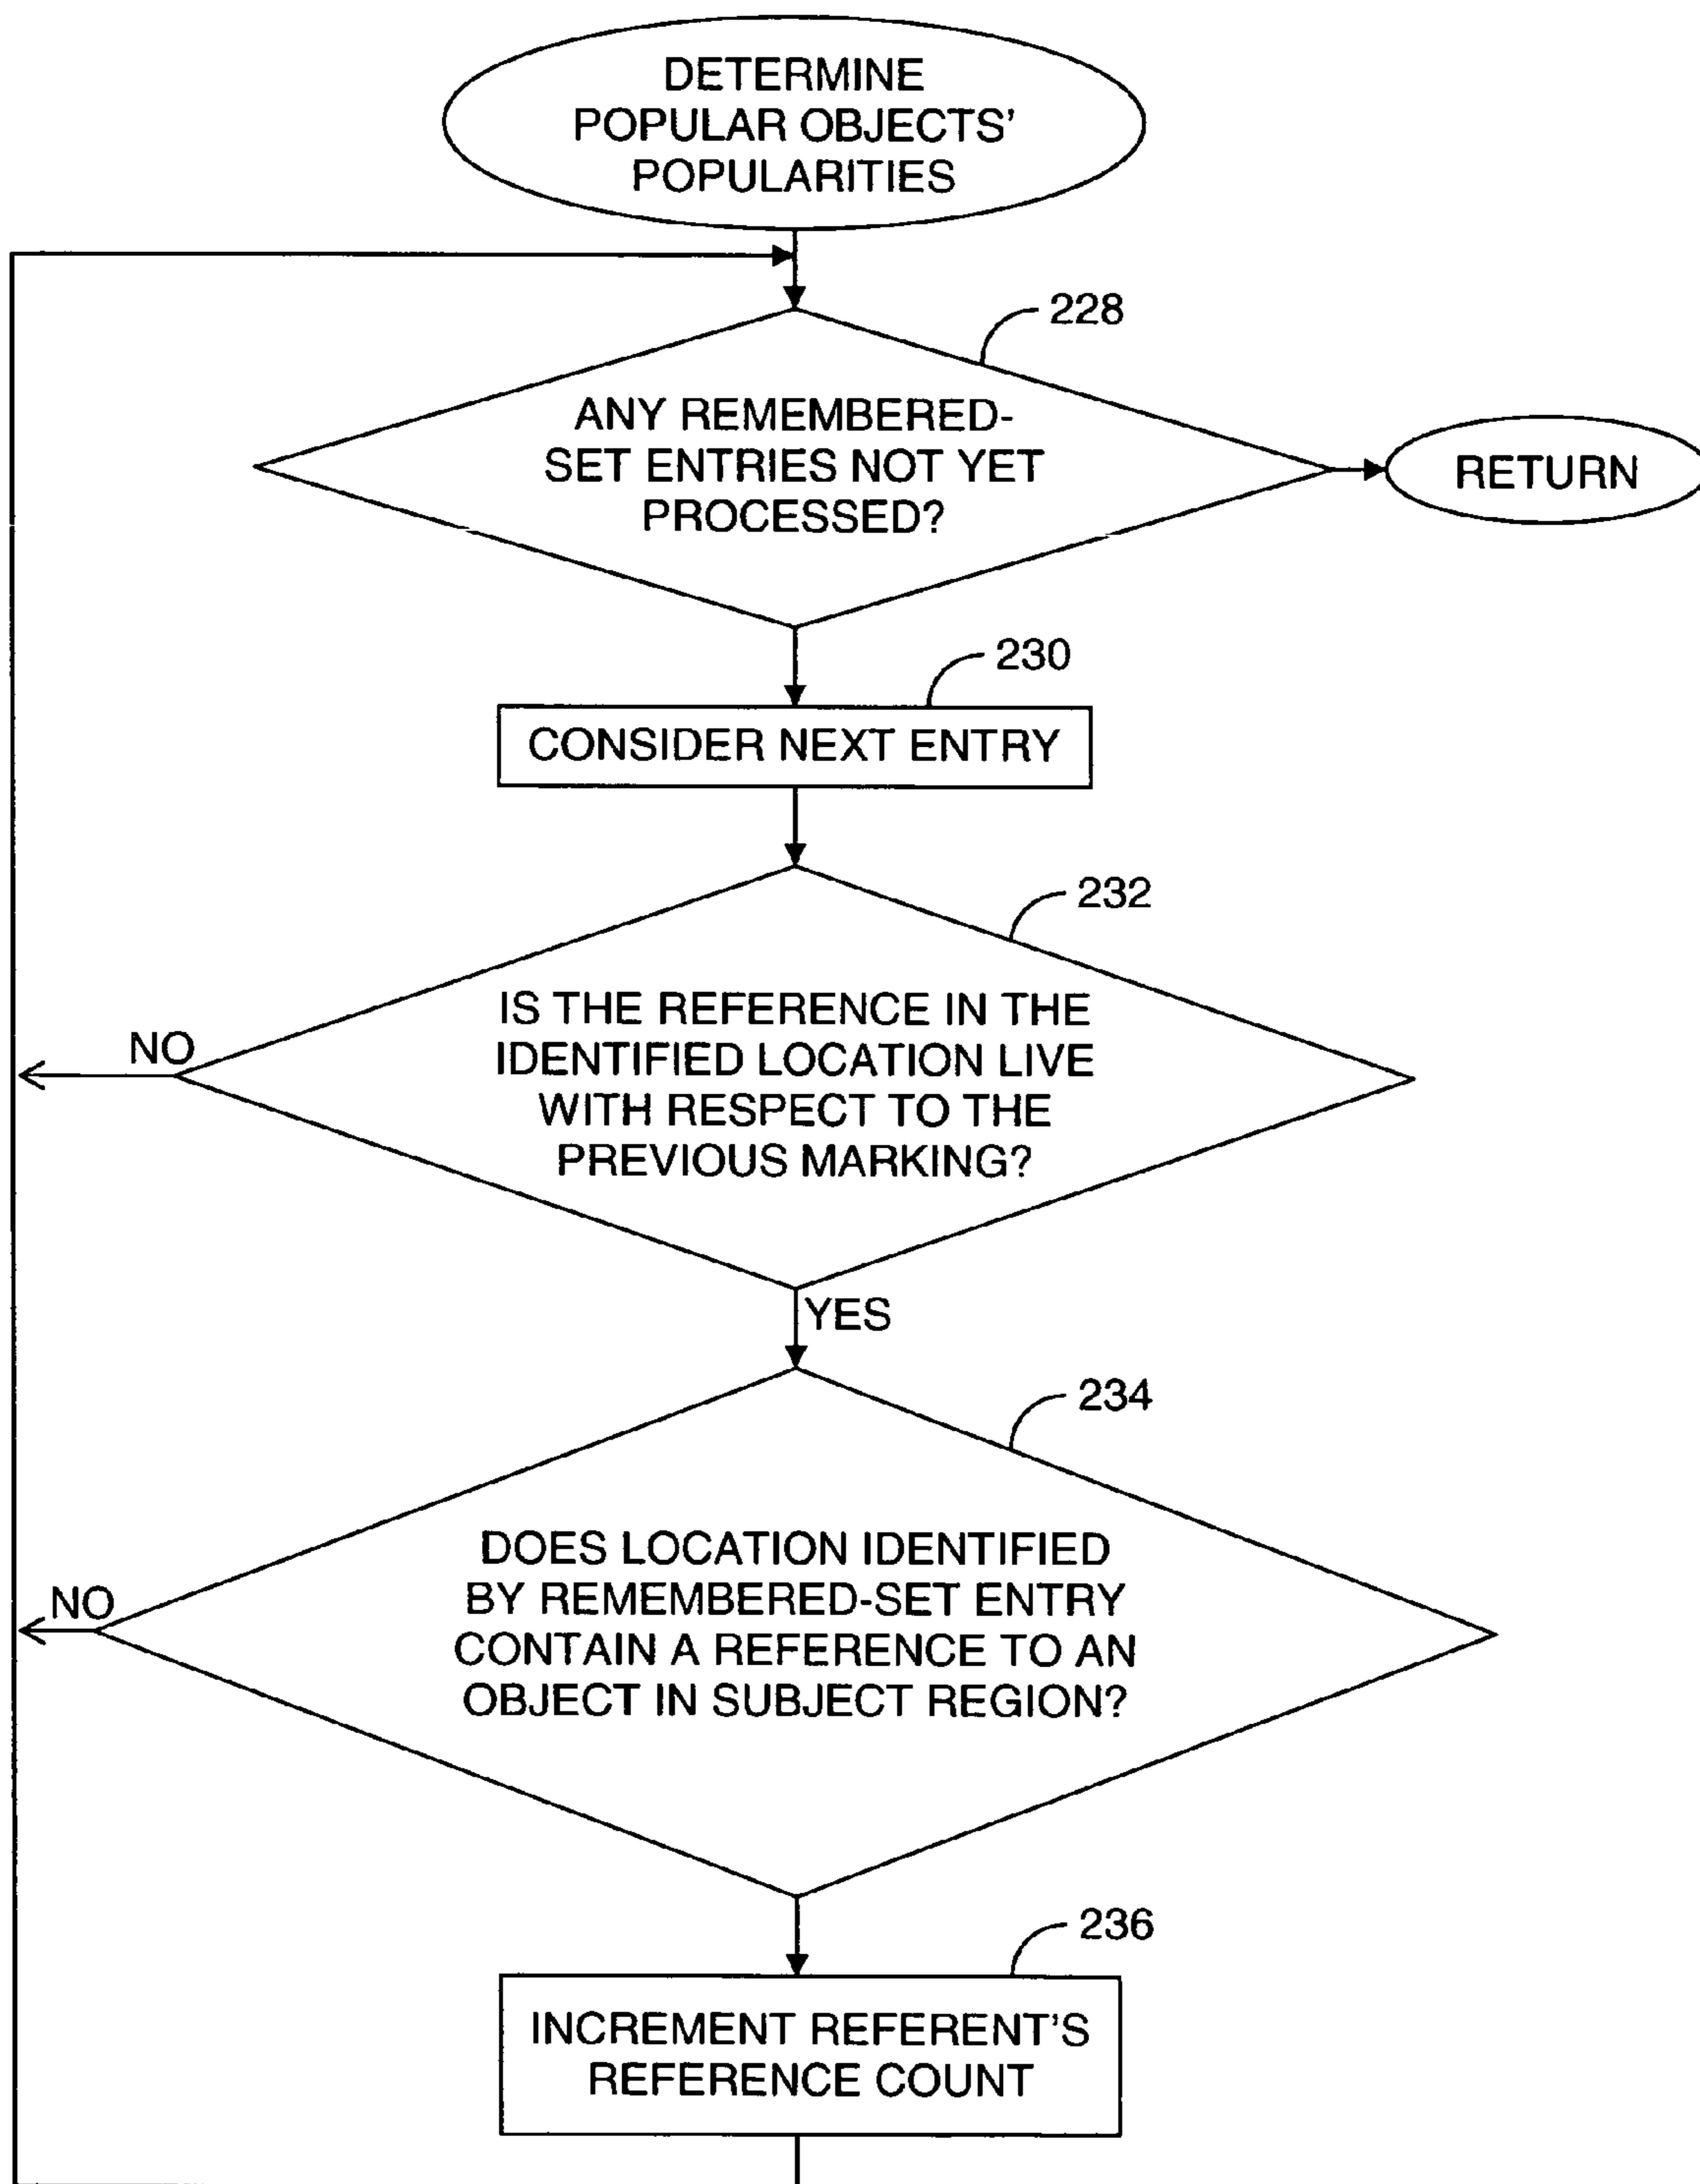 DETERMINE
POPULAR OBJECTS'
POPULARITIES
228
ANY REMEMBERED-
SET ENTRIES NOT YET
PROCESSED?
RETURN
230
CONSIDER NEXT ENTRY
232
IS THE REFERENCE IN THE
IDENTIFIED LOCATION LIVE
WITH RESPECT TO THE
PREVIOUS MARKING?
NO
YES
234
DOES LOCATION IDENTIFIED
BY REMEMBERED-SET ENTRY
CONTAIN A REFERENCE TO AN
OBJECT IN SUBJECT REGION?
NO
236
INCREMENT REFERENT'S
REFERENCE COUNT